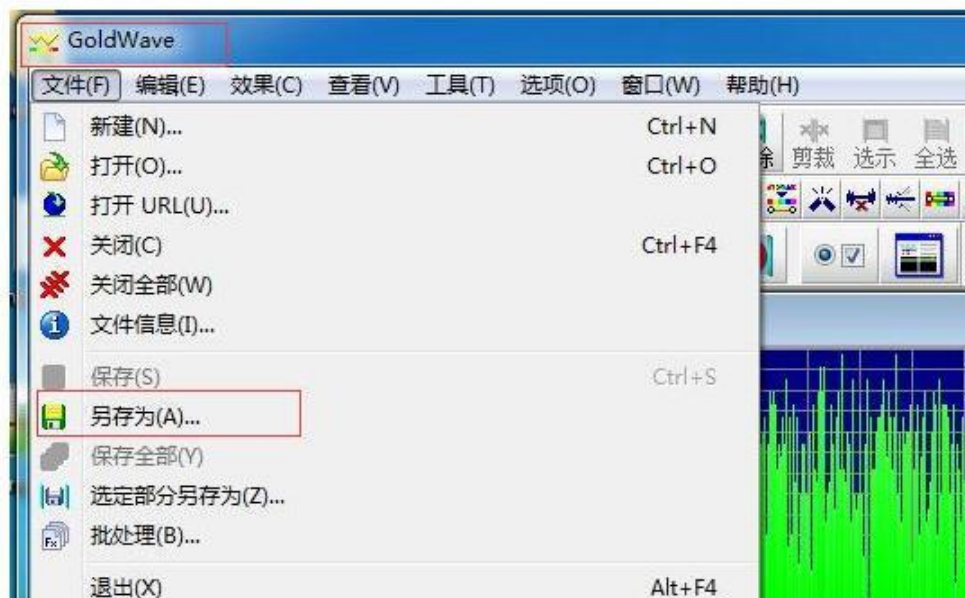 GoldWave
文件(F) 编辑(E) 效果(C) 查看(V) 工具(T) 选项(O) 窗口(W) 帮助(H)
新建(N)... Ctrl+N
打开(O)... Ctrl+O
剪裁 选示 全选
打开 URL(U)...
关闭(C) Ctrl+F4
关闭全部(W)
文件信息(I)...
保存(S) Ctrl+S
另存为(A)...
保存全部(Y)
选定部分另存为(Z)...
批处理(B)...
退出(X) Alt+F4